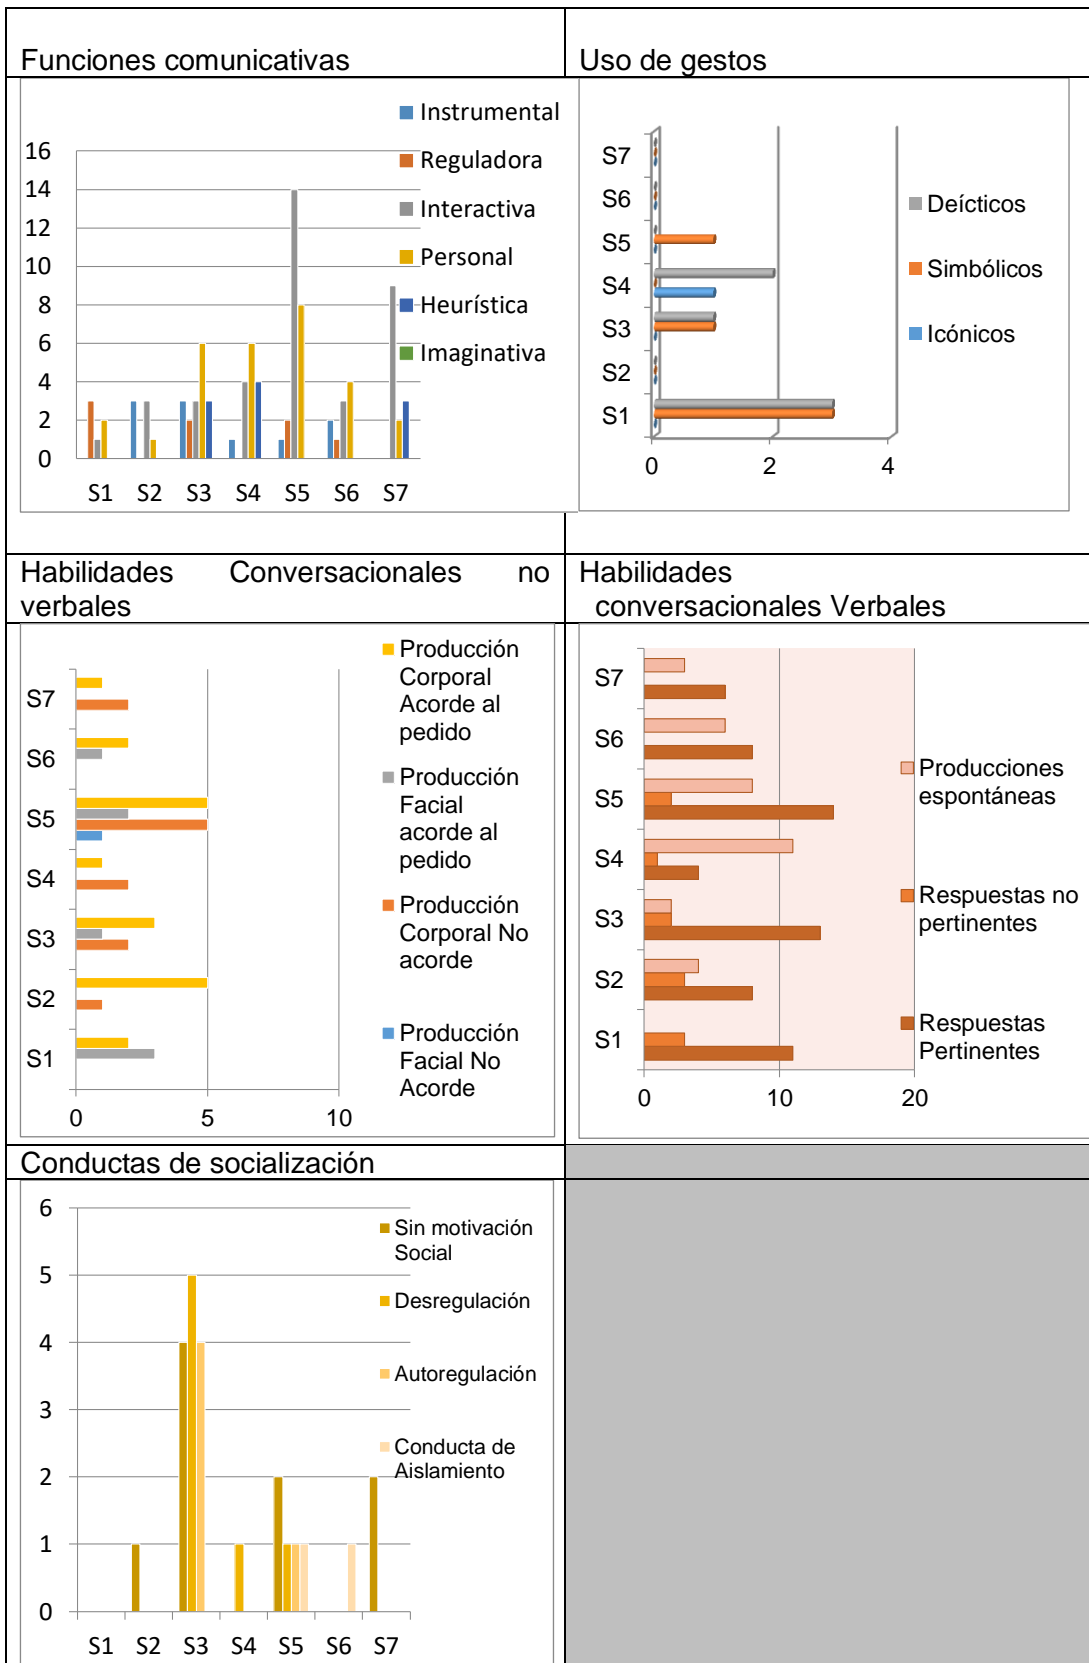 Funciones comunicativas
Instrumental
Reguladora
Interactiva
Personal
Heurística
Imaginativa
16
14
12
10
8
6
4
2
0
S1 S2 S3 S4 S5 S6 S7
Uso de gestos
S7
S6
S5
S4
S3
S2
S1
0 2 4
Deícticos
Simbólicos
Icónicos
Habilidades Conversacionales no
verbales
S7
S6
S5
S4
S3
S2
S1
0 5 10
Producción
Corporal
Acorde al
pedido
Producción
Facial
acorde al
pedido
Producción
Corporal No
acorde
Producción
Facial No
Acorde
Habilidades
conversacionales Verbales
S7
S6
S5
S4
S3
S2
S1
0 10 20
Producciones
espontáneas
Respuestas no
pertinentes
Respuestas
Pertinentes
Conductas de socialización
6
5
4
3
2
1
0
S1 S2 S3 S4 S5 S6 S7
Sin motivación
Social
Desregulación
Autoregulación
Conducta de
Aislamiento